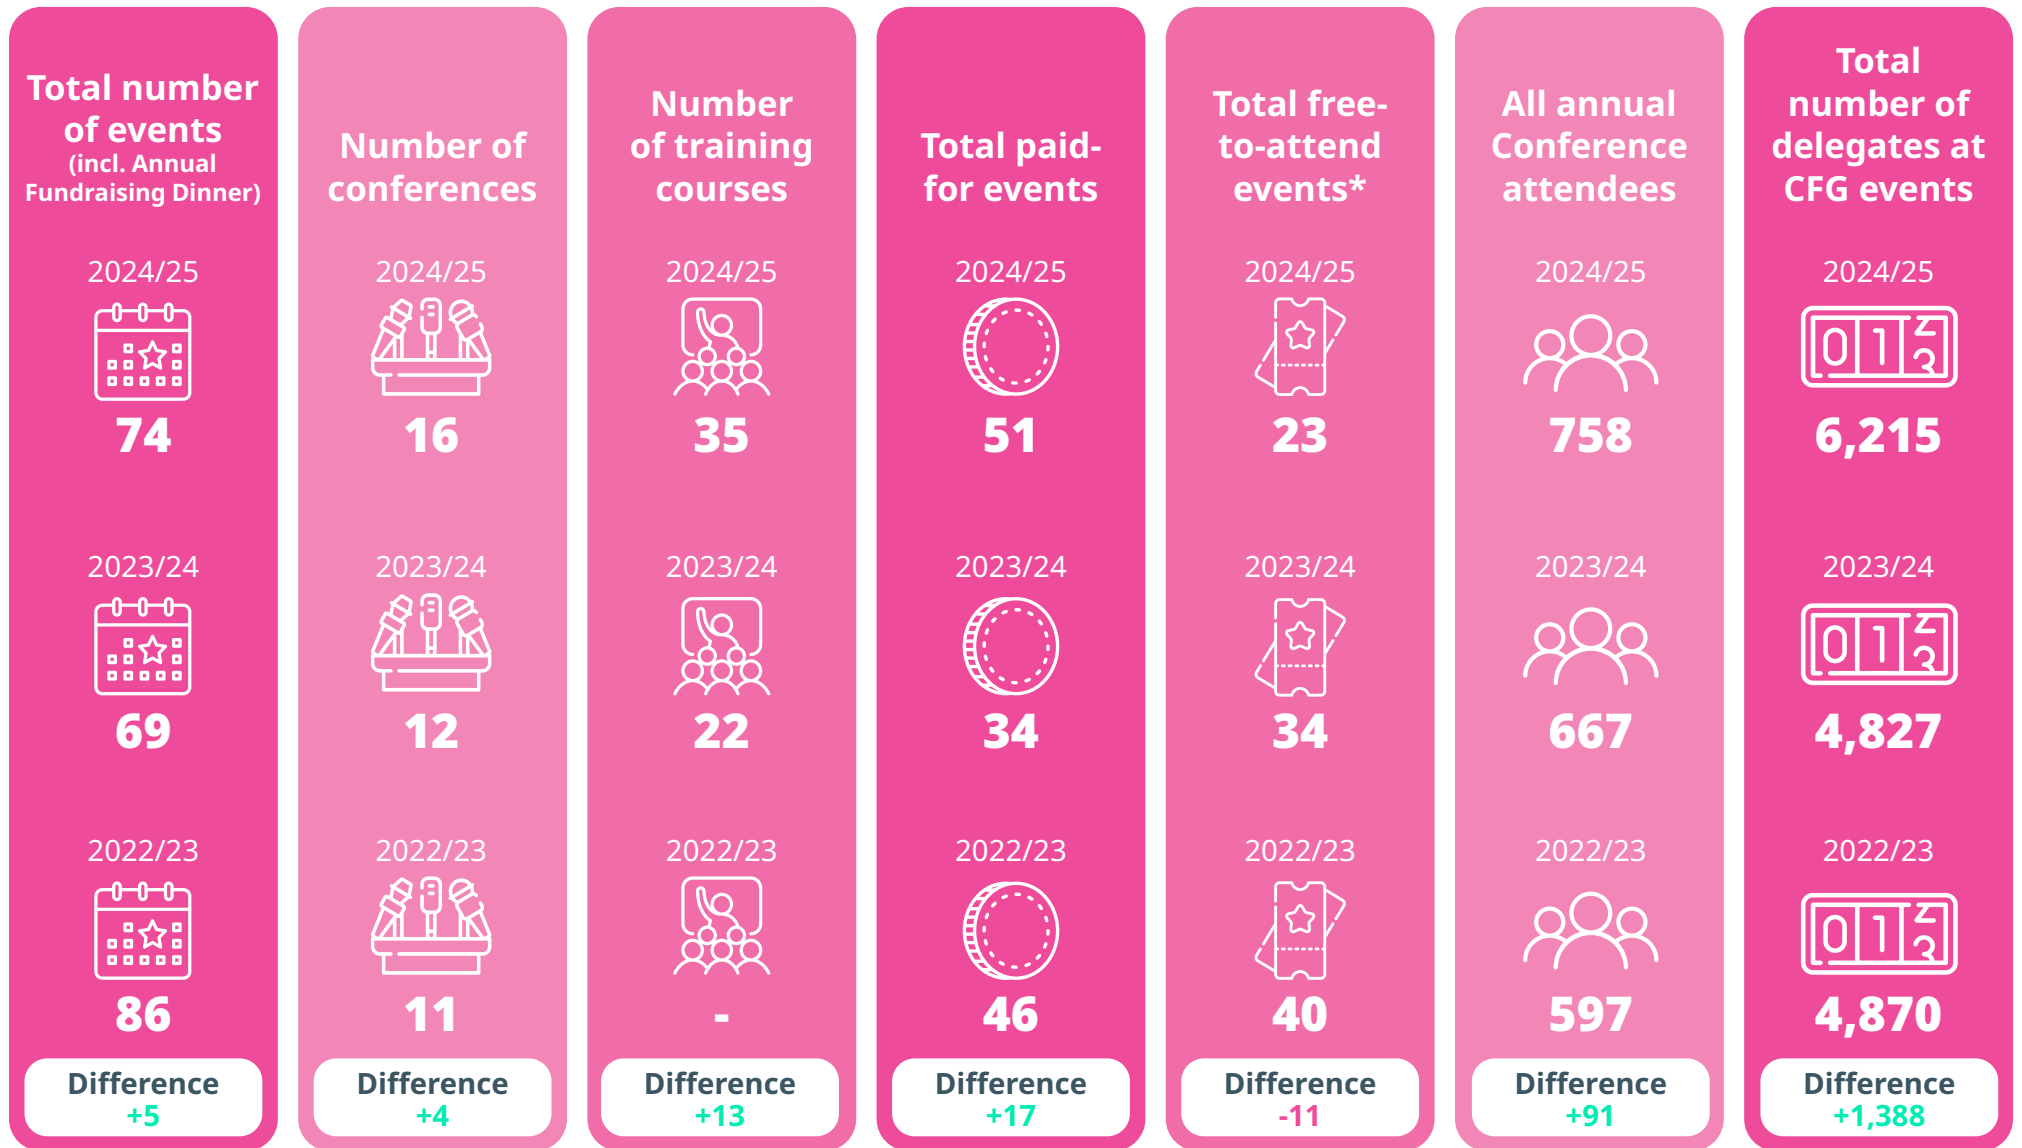 Total number
of events
(incl. Annual
Fundraising Dinner)
2024/25
74
2023/24
69
2022/23
86
Difference
+5
Number of
conferences
2024/25
16
2023/24
12
2022/23
11
Difference
+4
Number
of training
courses
2024/25
35
2023/24
22
2022/23
-
Difference
+13
Total paid-
for events
2024/25
51
2023/24
34
2022/23
46
Difference
+17
Total free-
to-attend
events*
2024/25
23
2023/24
34
2022/23
40
Difference
-11
All annual
Conference
attendees
2024/25
758
2023/24
667
2022/23
597
Difference
+91
Total
number of
delegates at
CFG events
2024/25
6,215
2023/24
4,827
2022/23
4,870
Difference
+1,388